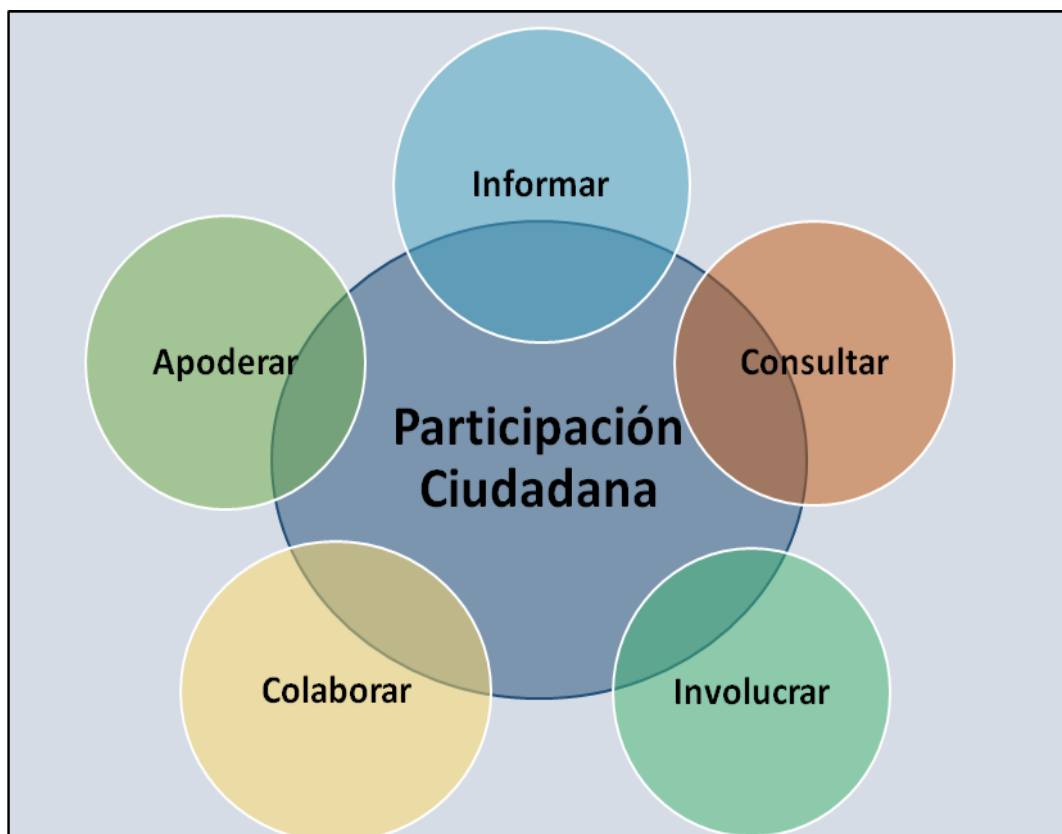 Informar
Apoderar
Consultar
Participación
Ciudadana
Colaborar
Involucrar